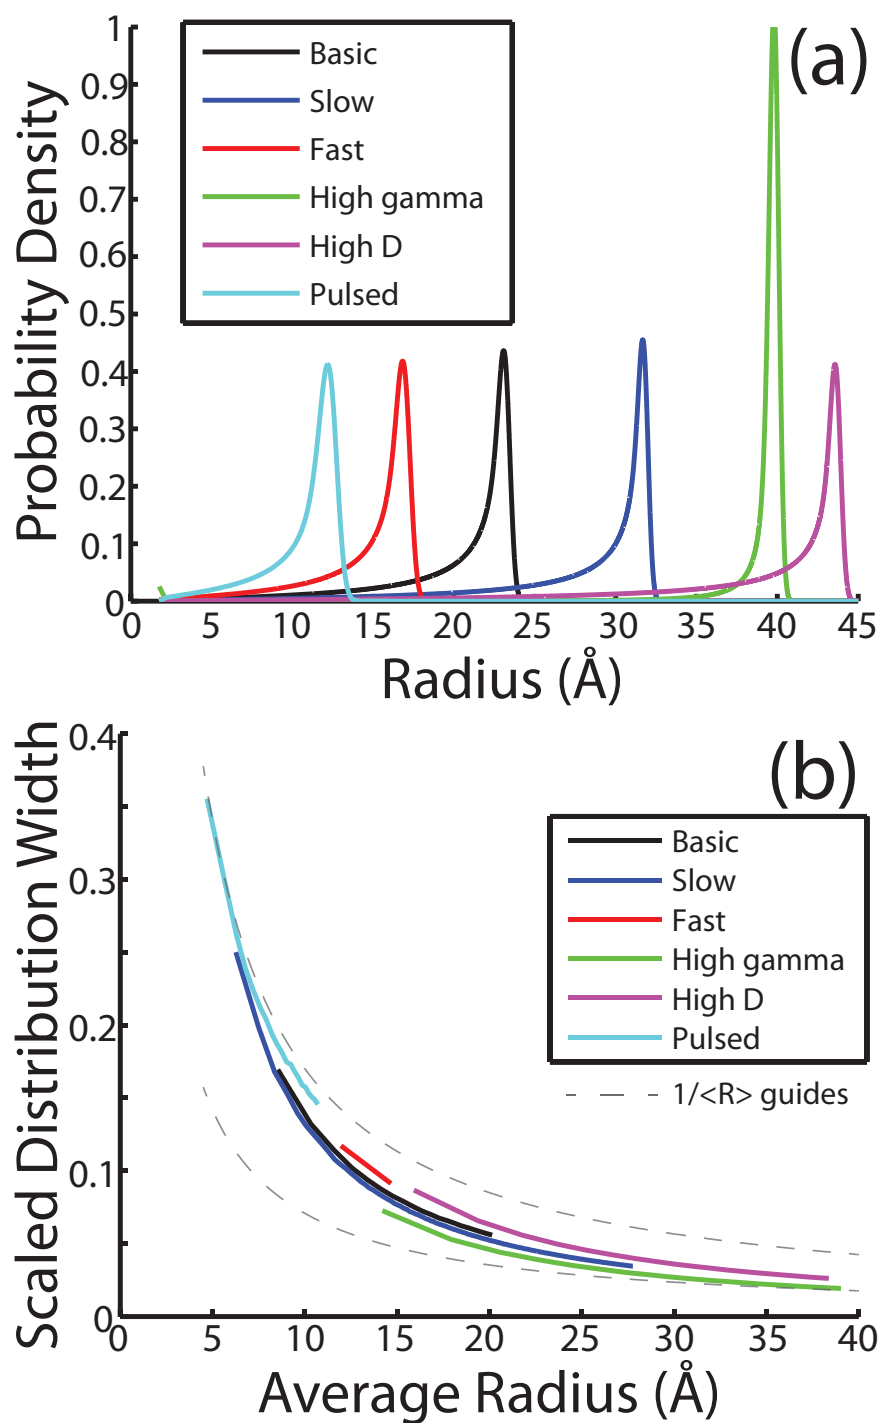 (a)
Probability Density
1
0.9
0.8
0.7
0.6
0.5
0.4
0.3
0.2
0.1
0
Basic
Slow
Fast
High gamma
High D
Pulsed
0 5 10 15 20 25 30 35 40 45
Radius (Å)
(b)
Scaled Distribution Width
0.4
0.3
0.2
0.1
0
Basic
Slow
Fast
High gamma
High D
Pulsed
1/<R> guides
0 5 10 15 20 25 30 35 40
Average Radius (Å)